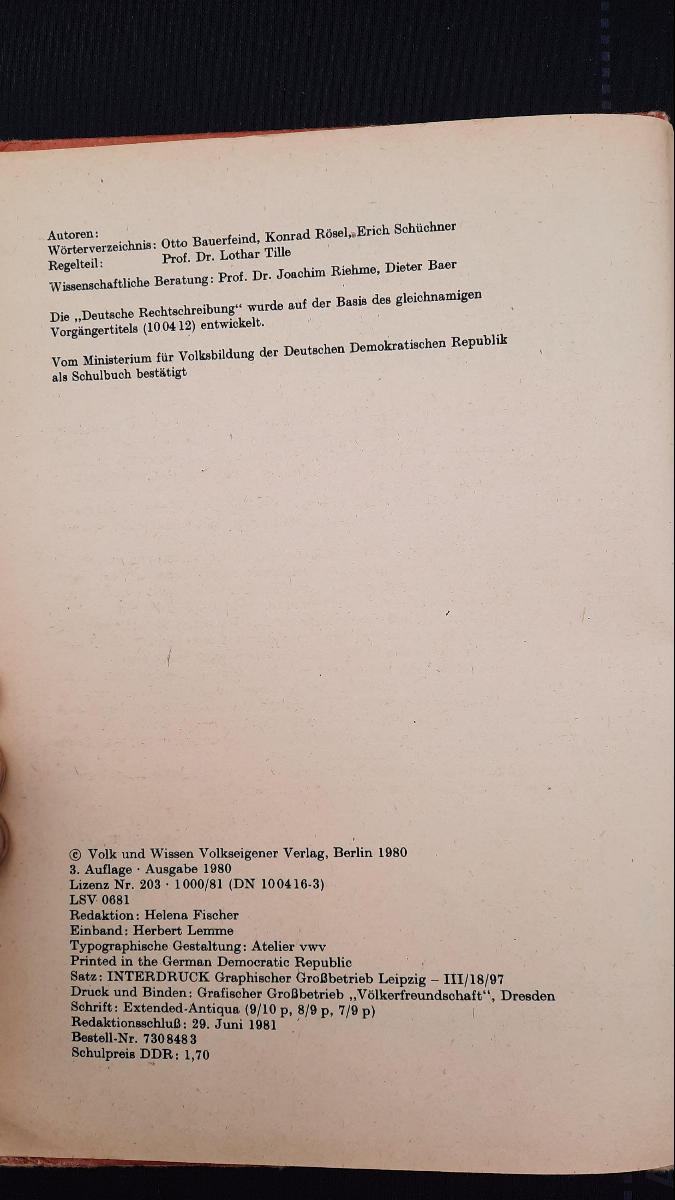 Autoren:
Wörterverzeichnis: Otto Bauerfeind, Konrad Rösel, Erich Schüchner
Regelteil: Prof. Dr. Lothar Tille
Wissenschaftliche Beratung: Prof. Dr. Joachim Riehme, Dieter Baer
Die „Deutsche Rechtschreibung“ wurde auf der Basis des gleichnamigen
Vorgängertitels (10 04 12) entwickelt.
Vom Ministerium für Volksbildung der Deutschen Demokratischen Republik
als Schulbuch bestätigt
© Volk und Wissen Volkseigener Verlag, Berlin 1980
3. Auflage · Ausgabe 1980
Lizenz Nr. 203 · 1000/81 (DN 10 04 16-3)
LSV 0681
Redaktion: Helena Fischer
Einband: Herbert Lemme
Typographische Gestaltung: Atelier vwv
Printed in the German Democratic Republic
Satz: INTERDRUCK Graphischer Großbetrieb Leipzig – III/18/97
Druck und Binden: Grafischer Großbetrieb „Völkerfreundschaft“, Dresden
Schrift: Extended-Antiqua (9/10 p, 8/9 p, 7/9 p)
Redaktionsschluß: 29. Juni 1981
Bestell-Nr. 730 848 3
Schulpreis DDR: 1,70